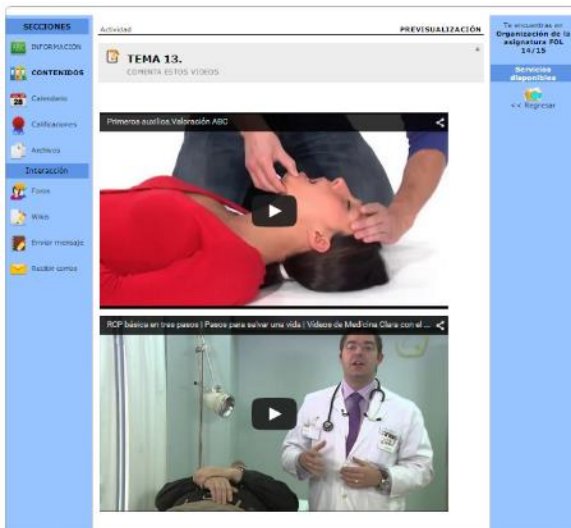 SECCIONES
INFORMACIÓN
CONTENIDOS
28
Calendario
Calificaciones
Archivos
Interacción
Foros
Wikis
Enviar mensaje
Recibir correo
Actividad
PREVISUALIZACIÓN
TEMA 13.
COMENTA ESTOS VIDEOS
Primeros auxilios,Valoración ABC
RCP básica en tres pasos | Pasos para salvar una vida | Videos de Medicina Clara con el ...
Te encuentras en
Organización de la
asignatura FOL
14/15
Servicios
disponibles
<< Regresar